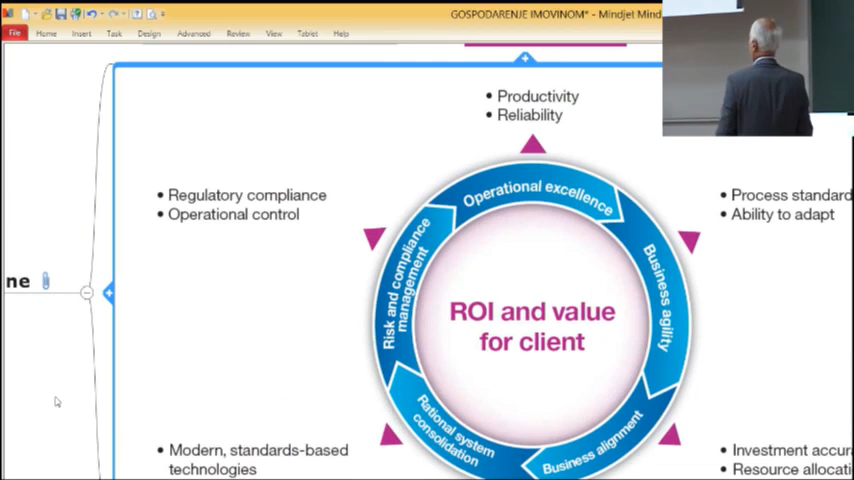 GOSPODARENJE IMOVINOM* - Mindjet Mind
File Home Insert Task Design Advanced Review View Tablet Help
• Productivity
• Reliability
• Regulatory compliance
• Operational control
• Process standard
• Ability to adapt
Operational excellence
Risk and compliance
management
Business agility
ne
ROI and value
for client
Rational system
consolidation
Business alignment
• Modern, standards-based
technologies
• Investment accura
• Resource allocati